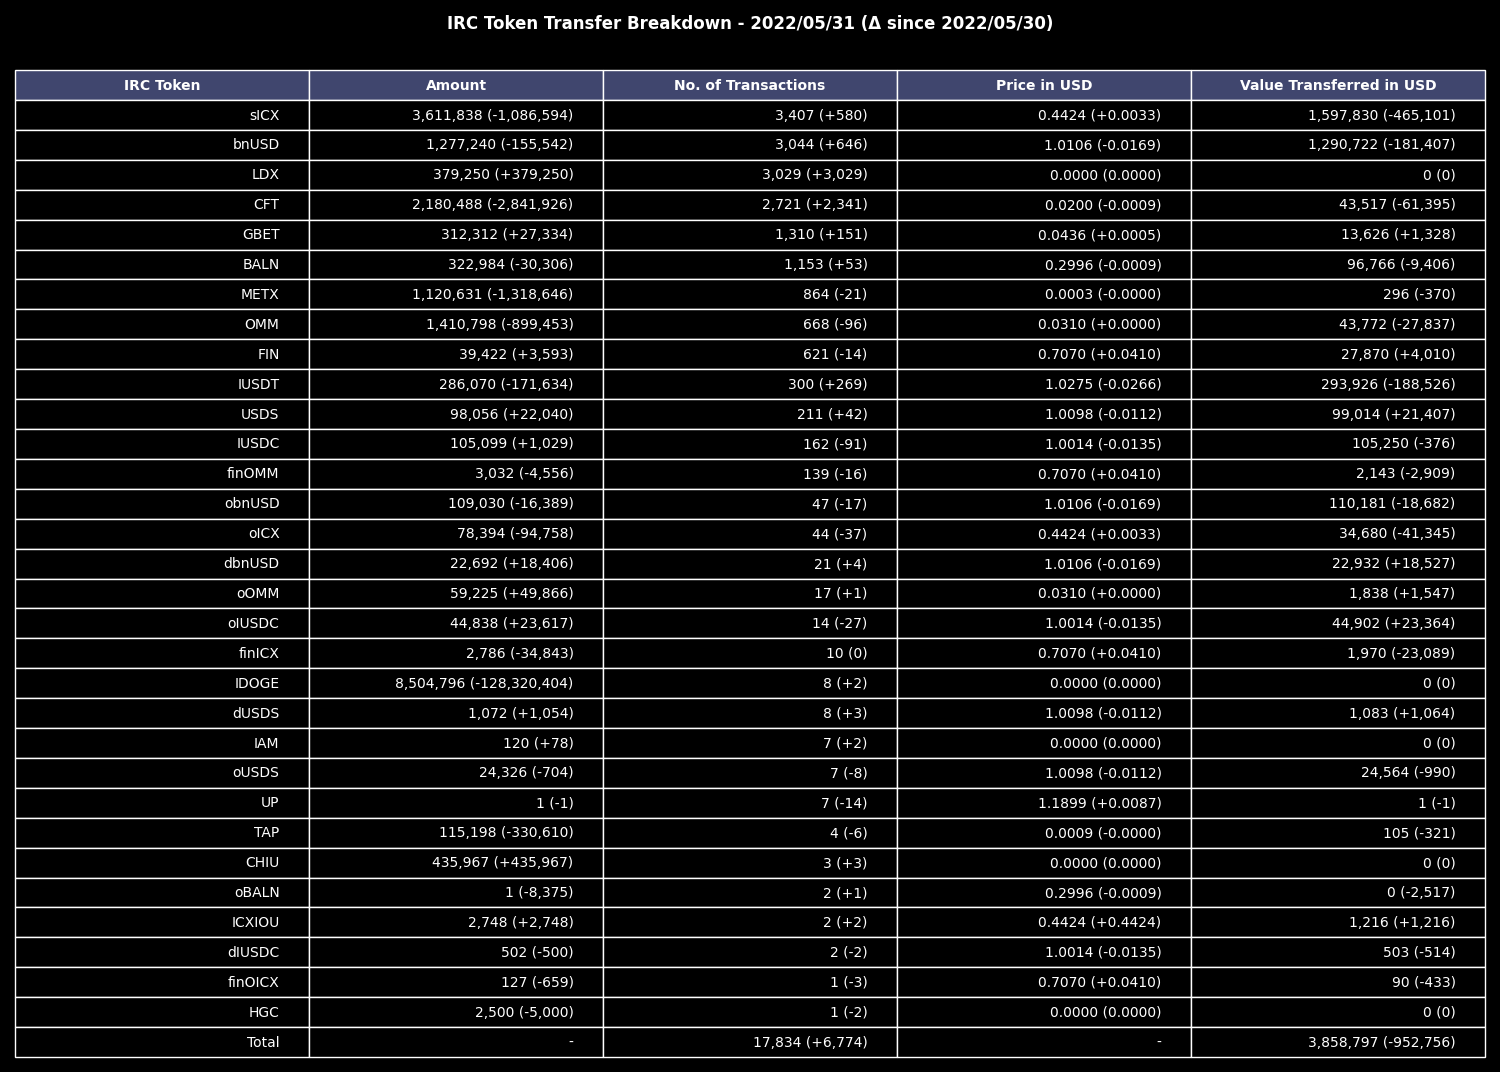 IRC Token Transfer Breakdown - 2022/05/31 (Δ since 2022/05/30)
IRC Token Amount No. of Transactions Price in USD Value Transferred in USD
sICX 3,611,838 (-1,086,594) 3,407 (+580) 0.4424 (+0.0033) 1,597,830 (-465,101)
bnUSD 1,277,240 (-155,542) 3,044 (+646) 1.0106 (-0.0169) 1,290,722 (-181,407)
LDX 379,250 (+379,250) 3,029 (+3,029) 0.0000 (0.0000) 0 (0)
CFT 2,180,488 (-2,841,926) 2,721 (+2,341) 0.0200 (-0.0009) 43,517 (-61,395)
GBET 312,312 (+27,334) 1,310 (+151) 0.0436 (+0.0005) 13,626 (+1,328)
BALN 322,984 (-30,306) 1,153 (+53) 0.2996 (-0.0009) 96,766 (-9,406)
METX 1,120,631 (-1,318,646) 864 (-21) 0.0003 (-0.0000) 296 (-370)
OMM 1,410,798 (-899,453) 668 (-96) 0.0310 (+0.0000) 43,772 (-27,837)
FIN 39,422 (+3,593) 621 (-14) 0.7070 (+0.0410) 27,870 (+4,010)
IUSDT 286,070 (-171,634) 300 (+269) 1.0275 (-0.0266) 293,926 (-188,526)
USDS 98,056 (+22,040) 211 (+42) 1.0098 (-0.0112) 99,014 (+21,407)
IUSDC 105,099 (+1,029) 162 (-91) 1.0014 (-0.0135) 105,250 (-376)
finOMM 3,032 (-4,556) 139 (-16) 0.7070 (+0.0410) 2,143 (-2,909)
obnUSD 109,030 (-16,389) 47 (-17) 1.0106 (-0.0169) 110,181 (-18,682)
oICX 78,394 (-94,758) 44 (-37) 0.4424 (+0.0033) 34,680 (-41,345)
dbnUSD 22,692 (+18,406) 21 (+4) 1.0106 (-0.0169) 22,932 (+18,527)
oOMM 59,225 (+49,866) 17 (+1) 0.0310 (+0.0000) 1,838 (+1,547)
oIUSDC 44,838 (+23,617) 14 (-27) 1.0014 (-0.0135) 44,902 (+23,364)
finICX 2,786 (-34,843) 10 (0) 0.7070 (+0.0410) 1,970 (-23,089)
IDOGE 8,504,796 (-128,320,404) 8 (+2) 0.0000 (0.0000) 0 (0)
dUSDS 1,072 (+1,054) 8 (+3) 1.0098 (-0.0112) 1,083 (+1,064)
IAM 120 (+78) 7 (+2) 0.0000 (0.0000) 0 (0)
oUSDS 24,326 (-704) 7 (-8) 1.0098 (-0.0112) 24,564 (-990)
UP 1 (-1) 7 (-14) 1.1899 (+0.0087) 1 (-1)
TAP 115,198 (-330,610) 4 (-6) 0.0009 (-0.0000) 105 (-321)
CHIU 435,967 (+435,967) 3 (+3) 0.0000 (0.0000) 0 (0)
oBALN 1 (-8,375) 2 (+1) 0.2996 (-0.0009) 0 (-2,517)
ICXIOU 2,748 (+2,748) 2 (+2) 0.4424 (+0.4424) 1,216 (+1,216)
dIUSDC 502 (-500) 2 (-2) 1.0014 (-0.0135) 503 (-514)
finOICX 127 (-659) 1 (-3) 0.7070 (+0.0410) 90 (-433)
HGC 2,500 (-5,000) 1 (-2) 0.0000 (0.0000) 0 (0)
Total - 17,834 (+6,774) - 3,858,797 (-952,756)